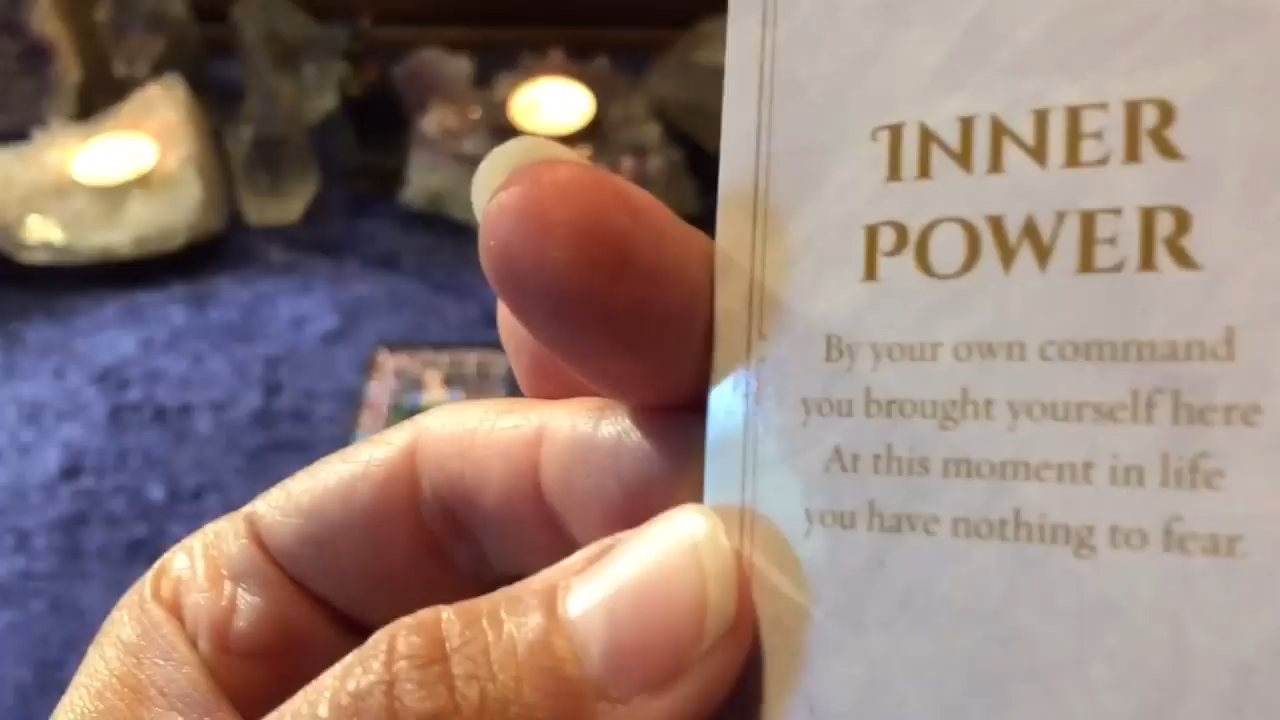 INNER
POWER
By your own command
you brought yourself here
At this moment in life
you have nothing to fear.